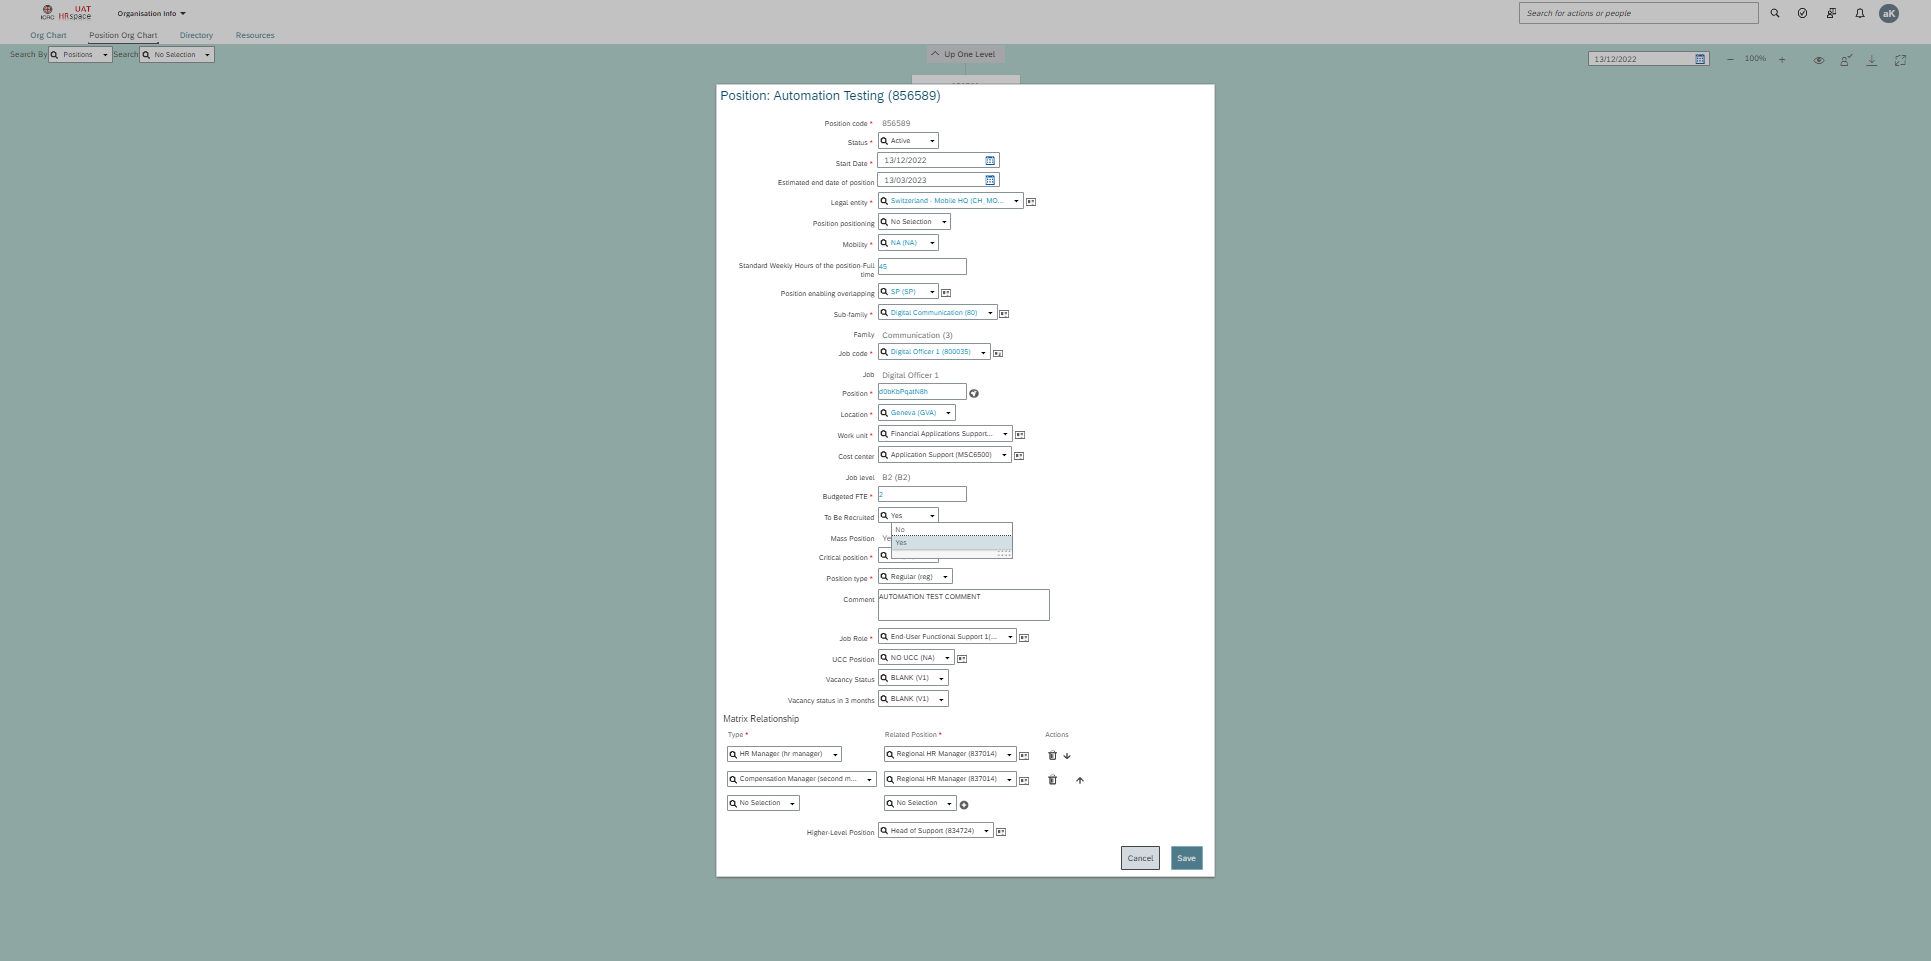 ICRC UAT HRspace Organisation Info Search for actions or people aK
Org Chart Position Org Chart Directory Resources
Search By Positions Search No Selection Up One Level 13/12/2022 100%
Position: Automation Testing (856589)
Position code * 856589
Status * Active
Start Date * 13/12/2022
Estimated end date of position 13/03/2023
Legal entity * Switzerland - Mobile HQ (CH_MO...
Position positioning No Selection
Mobility * NA (NA)
Standard Weekly Hours of the position-Full
time
45
Position enabling overlapping SP (SP)
Sub-family * Digital Communication (80)
Family Communication (3)
Job code * Digital Officer 1 (800035)
Job Digital Officer 1
Position * d0bKbPqatN8h
Location * Geneva (GVA)
Work unit * Financial Applications Support...
Cost center Application Support (MSC6500)
Job level B2 (B2)
Budgeted FTE * 2
To Be Recruited Yes
No
Mass Position Ye Yes
Critical position *
Position type * Regular (reg)
Comment AUTOMATION TEST COMMENT
Job Role * End-User Functional Support 1(...
UCC Position NO UCC (NA)
Vacancy Status BLANK (V1)
Vacancy status in 3 months BLANK (V1)
Matrix Relationship
Type * Related Position * Actions
HR Manager (hr manager) Regional HR Manager (837014)
Compensation Manager (second m... Regional HR Manager (837014)
No Selection No Selection
Higher-Level Position Head of Support (834724)
Cancel Save